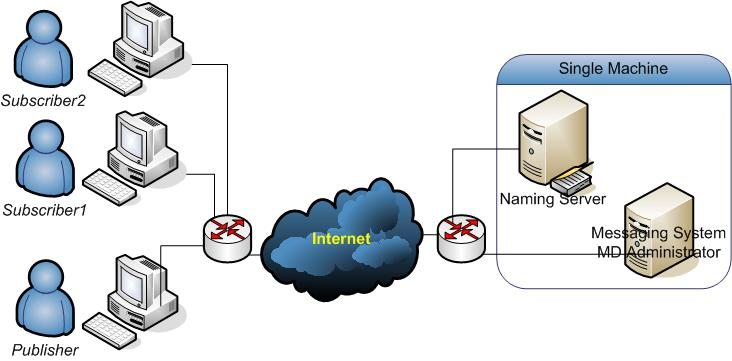 Subscriber2
Subscriber1
Publisher
Internet
Single Machine
Naming Server
Messaging System
MD Administrator